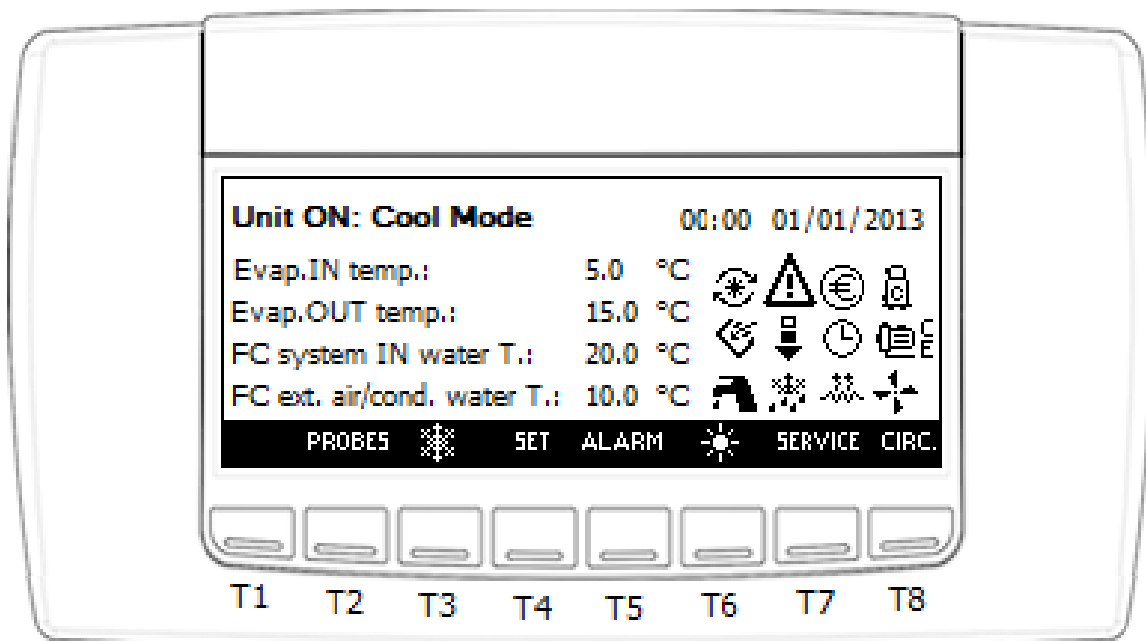 Unit ON: Cool Mode 00:00 01/01/2013
Evap.IN temp.: 5.0 °C
Evap.OUT temp.: 15.0 °C
FC system IN water T.: 20.0 °C
FC ext. air/cond. water T.: 10.0 °C
PROBES SET ALARM SERVICE CIRC.
T1 T2 T3 T4 T5 T6 T7 T8